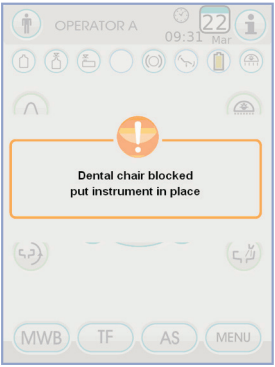 OPERATOR A
22
09:31 Mar
Dental chair blocked
put instrument in place
MWB TF AS MENU